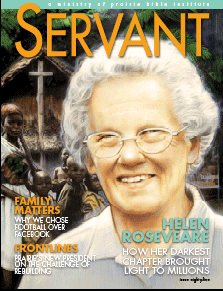 a ministry of prairie bible institute
SERVANT
FAMILY
MATTERS
WHY WE CHOSE
FOOTBALL OVER
FACEBOOK
FRONTLINES
PRAIRIE'S NEW PRESIDENT
ON THE CHALLENGE OF
REBUILDING
HELEN
ROSEVEARE
HOW HER DARKEST
CHAPTER BROUGHT
LIGHT TO MILLIONS
issue